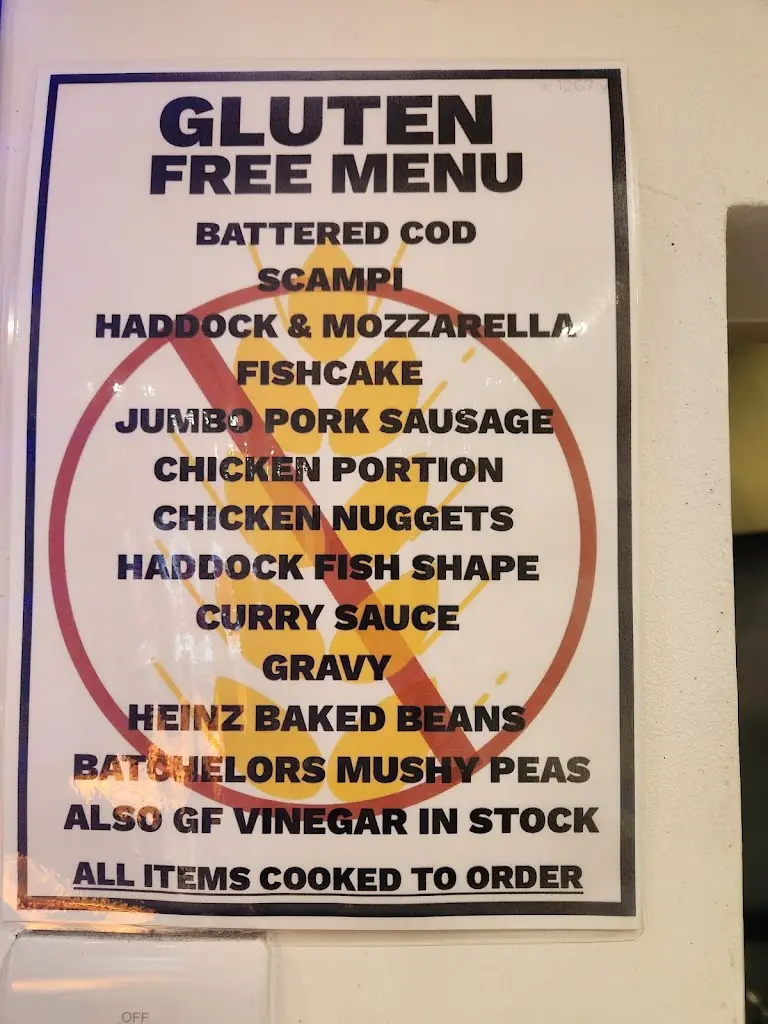 GLUTEN
FREE MENU
BATTERED COD
SCAMPI
HADDOCK & MOZZARELLA
FISHCAKE
JUMBO PORK SAUSAGE
CHICKEN PORTION
CHICKEN NUGGETS
HADDOCK FISH SHAPE
CURRY SAUCE
GRAVY
HEINZ BAKED BEANS
BATCHELORS MUSHY PEAS
ALSO GF VINEGAR IN STOCK
ALL ITEMS COOKED TO ORDER
OFF